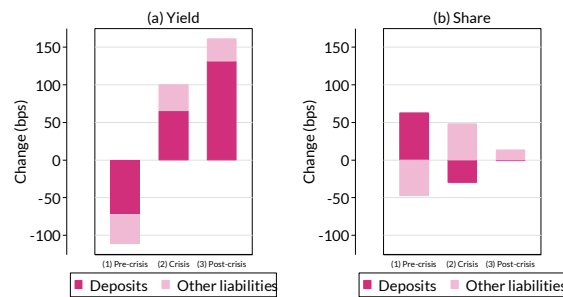 (a) Yield
Change (bps)
150
100
50
0
-50
-100
(1) Pre-crisis (2) Crisis (3) Post-crisis
Deposits Other liabilities
(b) Share
Change (bps)
150
100
50
0
-50
-100
(1) Pre-crisis (2) Crisis (3) Post-crisis
Deposits Other liabilities